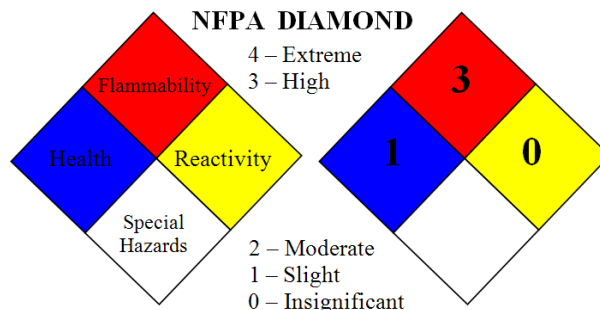 NFPA DIAMOND
4 – Extreme
3 – High
Flammability
Health
Reactivity
Special
Hazards
3
1
0
2 – Moderate
1 – Slight
0 – Insignificant